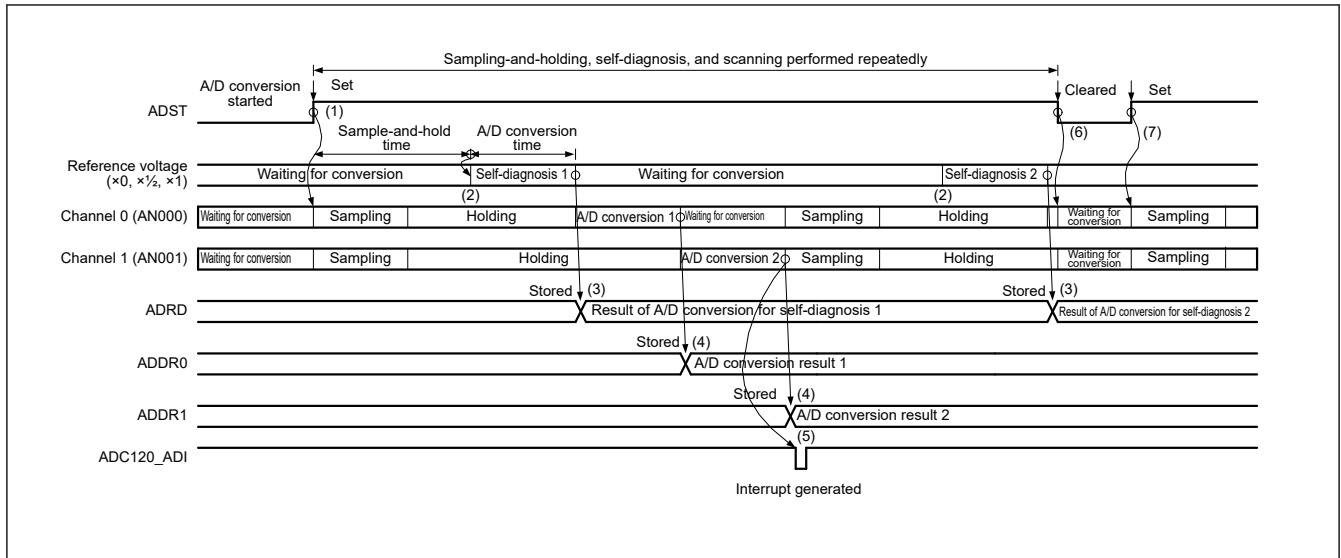 Sampling-and-holding, self-diagnosis, and scanning performed repeatedly
A/D conversion
started
Set
Cleared
Set
ADST
(1)
(6)
(7)
Sample-and-hold
time
A/D conversion
time
Reference voltage
(×0, ×½, ×1)
Waiting for conversion
Self-diagnosis 1
Waiting for conversion
Self-diagnosis 2
(2)
(2)
Channel 0 (AN000)
Waiting for conversion
Sampling
Holding
A/D conversion 1
Waiting for conversion
Sampling
Holding
Waiting for
conversion
Sampling
Channel 1 (AN001)
Waiting for conversion
Sampling
Holding
A/D conversion 2
Sampling
Holding
Waiting for
conversion
Sampling
Stored
(3)
Stored
(3)
ADRD
Result of A/D conversion for self-diagnosis 1
Result of A/D conversion for self-diagnosis 2
Stored
(4)
ADDR0
A/D conversion result 1
Stored
(4)
ADDR1
A/D conversion result 2
(5)
ADC120_ADI
Interrupt generated